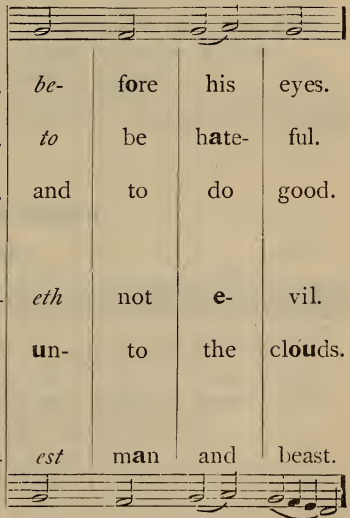 be- fore his eyes.
to be hate- ful.
and to do good.
eth not e- vil.
un- to the clouds.
est man and beast.